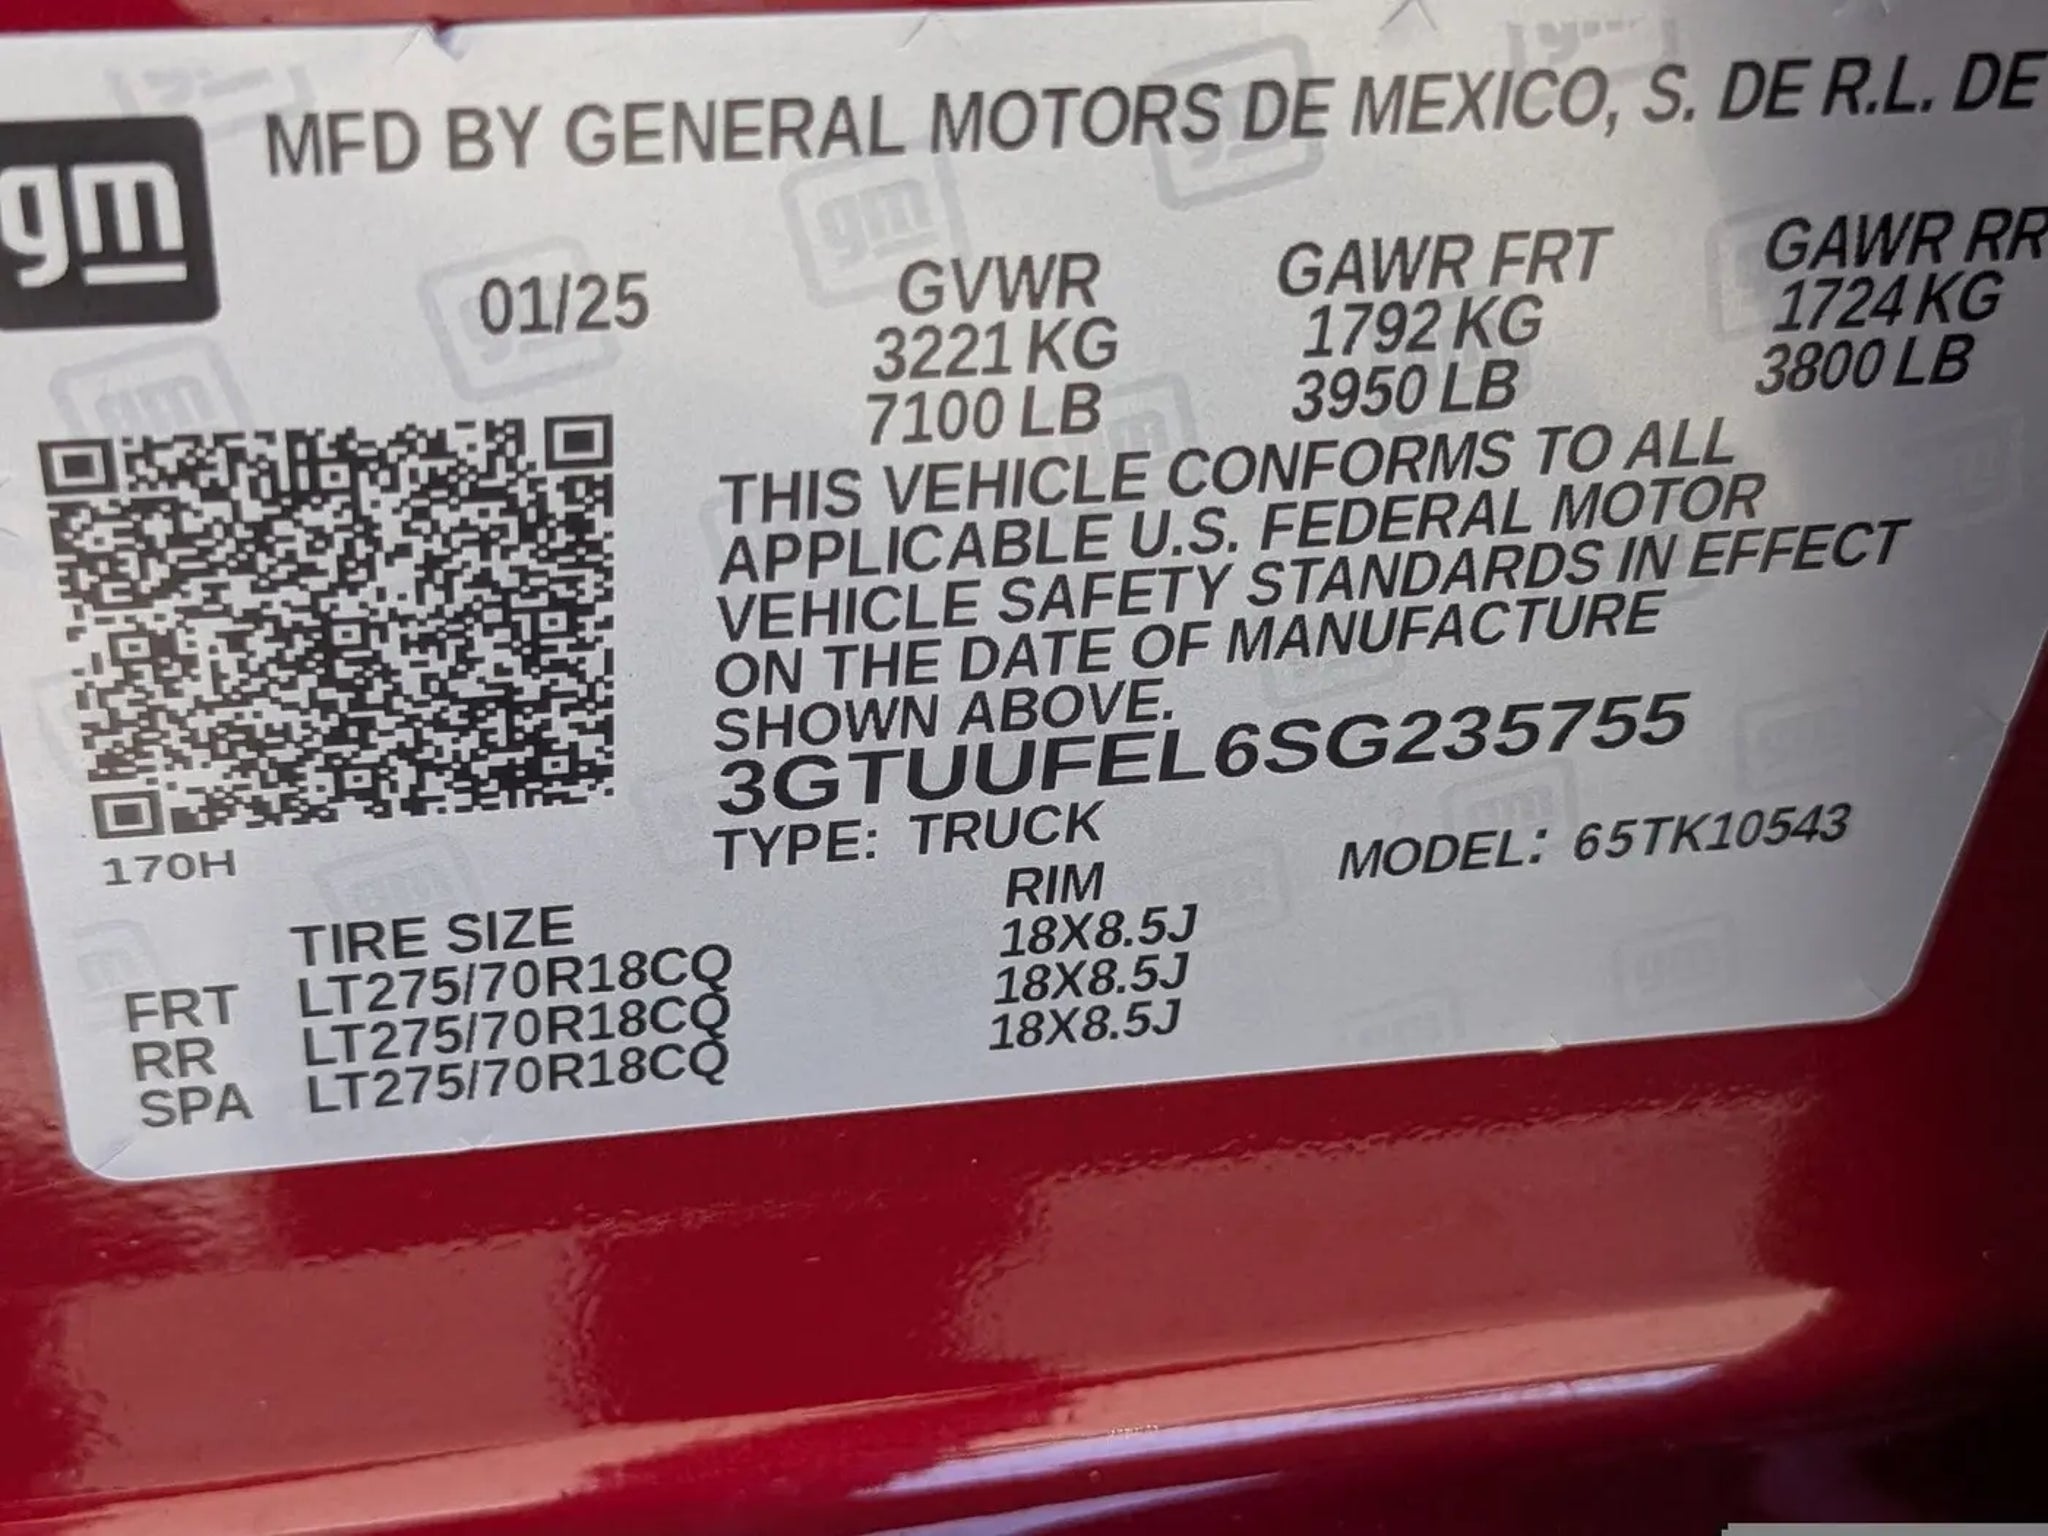 gm
MFD BY GENERAL MOTORS DE MEXICO, S. DE R.L. DE
01/25
GVWR
3221 KG
7100 LB
GAWR FRT
1792 KG
3950 LB
GAWR RR
1724 KG
3800 LB
THIS VEHICLE CONFORMS TO ALL
APPLICABLE U.S. FEDERAL MOTOR
VEHICLE SAFETY STANDARDS IN EFFECT
ON THE DATE OF MANUFACTURE
SHOWN ABOVE.
3GTUUFEL6SG235755
TYPE: TRUCK
MODEL: 65TK10543
170H
TIRE SIZE RIM
FRT LT275/70R18CQ 18X8.5J
RR LT275/70R18CQ 18X8.5J
SPA LT275/70R18CQ 18X8.5J